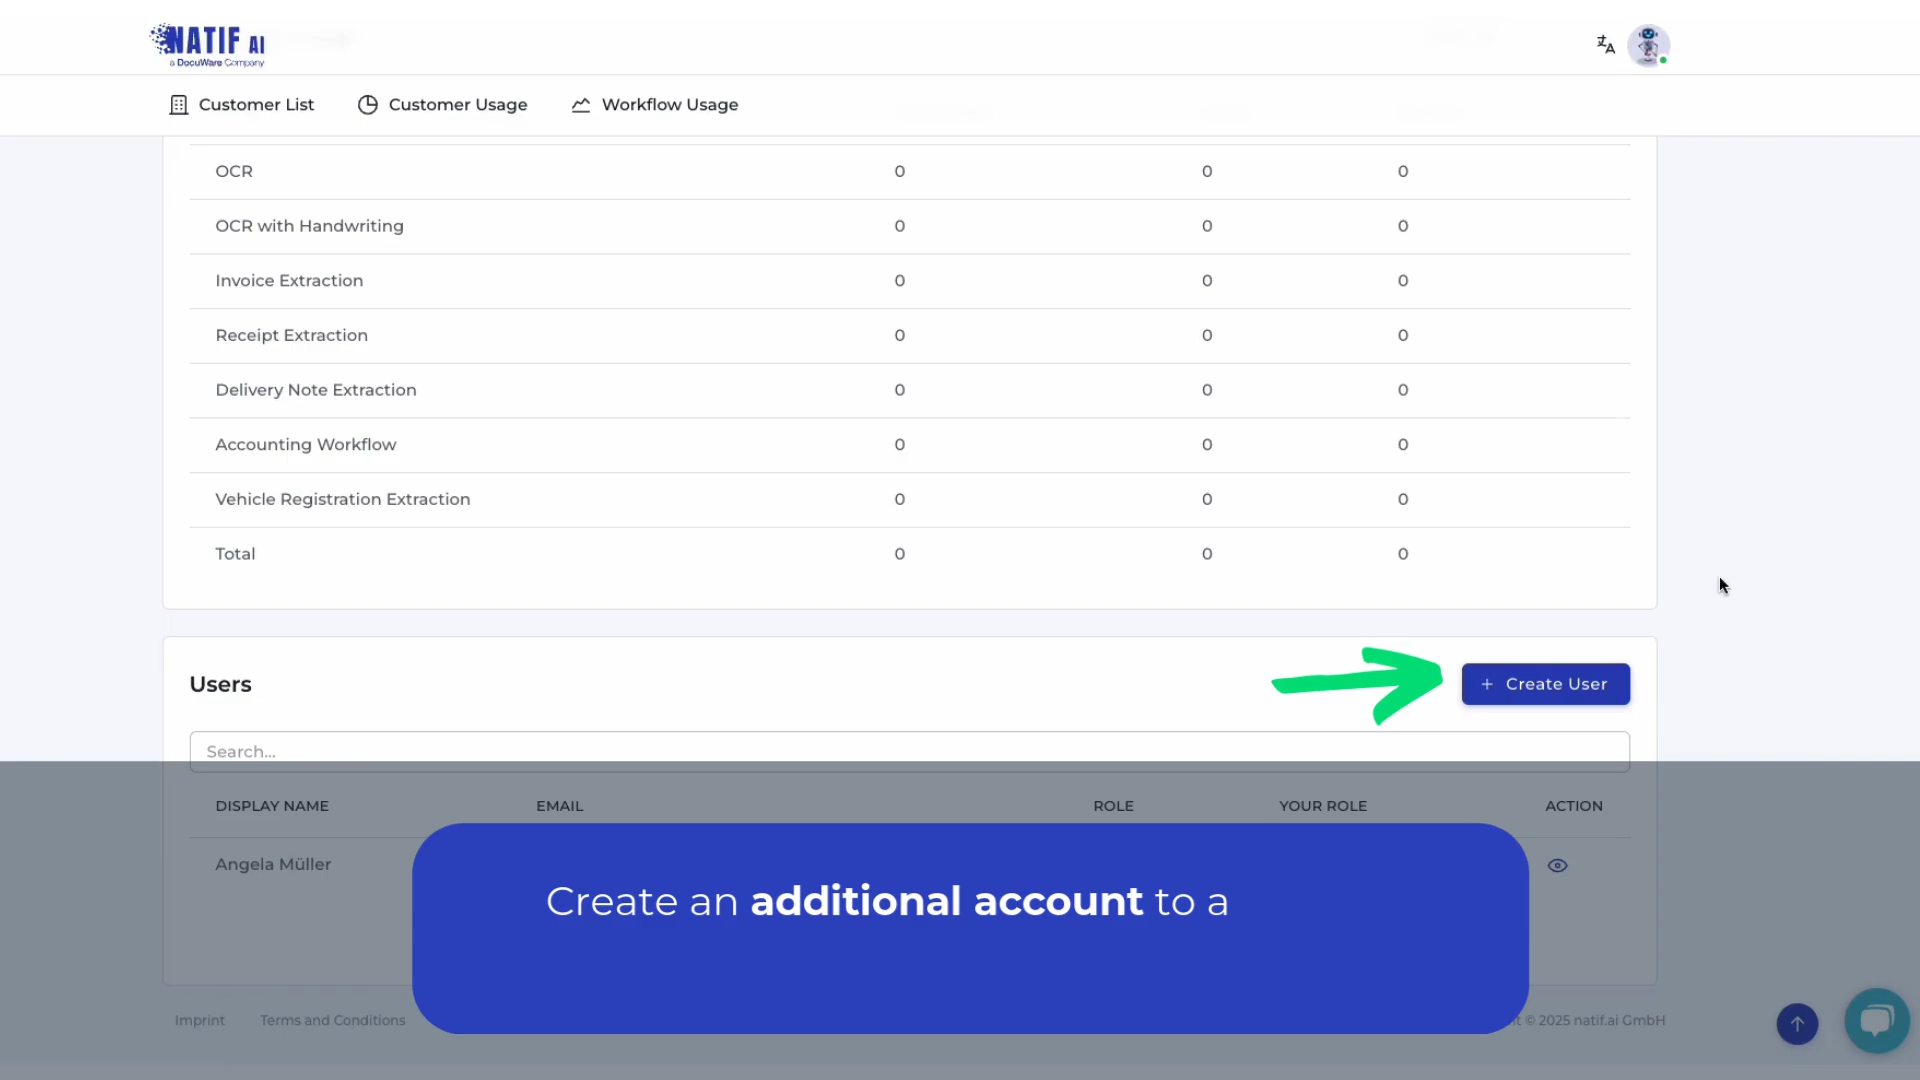 NATIF AI
a DocuWare Company
Customer List
Customer Usage
Workflow Usage
OCR 0 0 0
OCR with Handwriting 0 0 0
Invoice Extraction 0 0 0
Receipt Extraction 0 0 0
Delivery Note Extraction 0 0 0
Accounting Workflow 0 0 0
Vehicle Registration Extraction 0 0 0
Total 0 0 0
Users
+ Create User
Search...
DISPLAY NAME EMAIL ROLE YOUR ROLE ACTION
Angela Müller
Create an additional account to a
Imprint Terms and Conditions © 2025 natif.ai GmbH